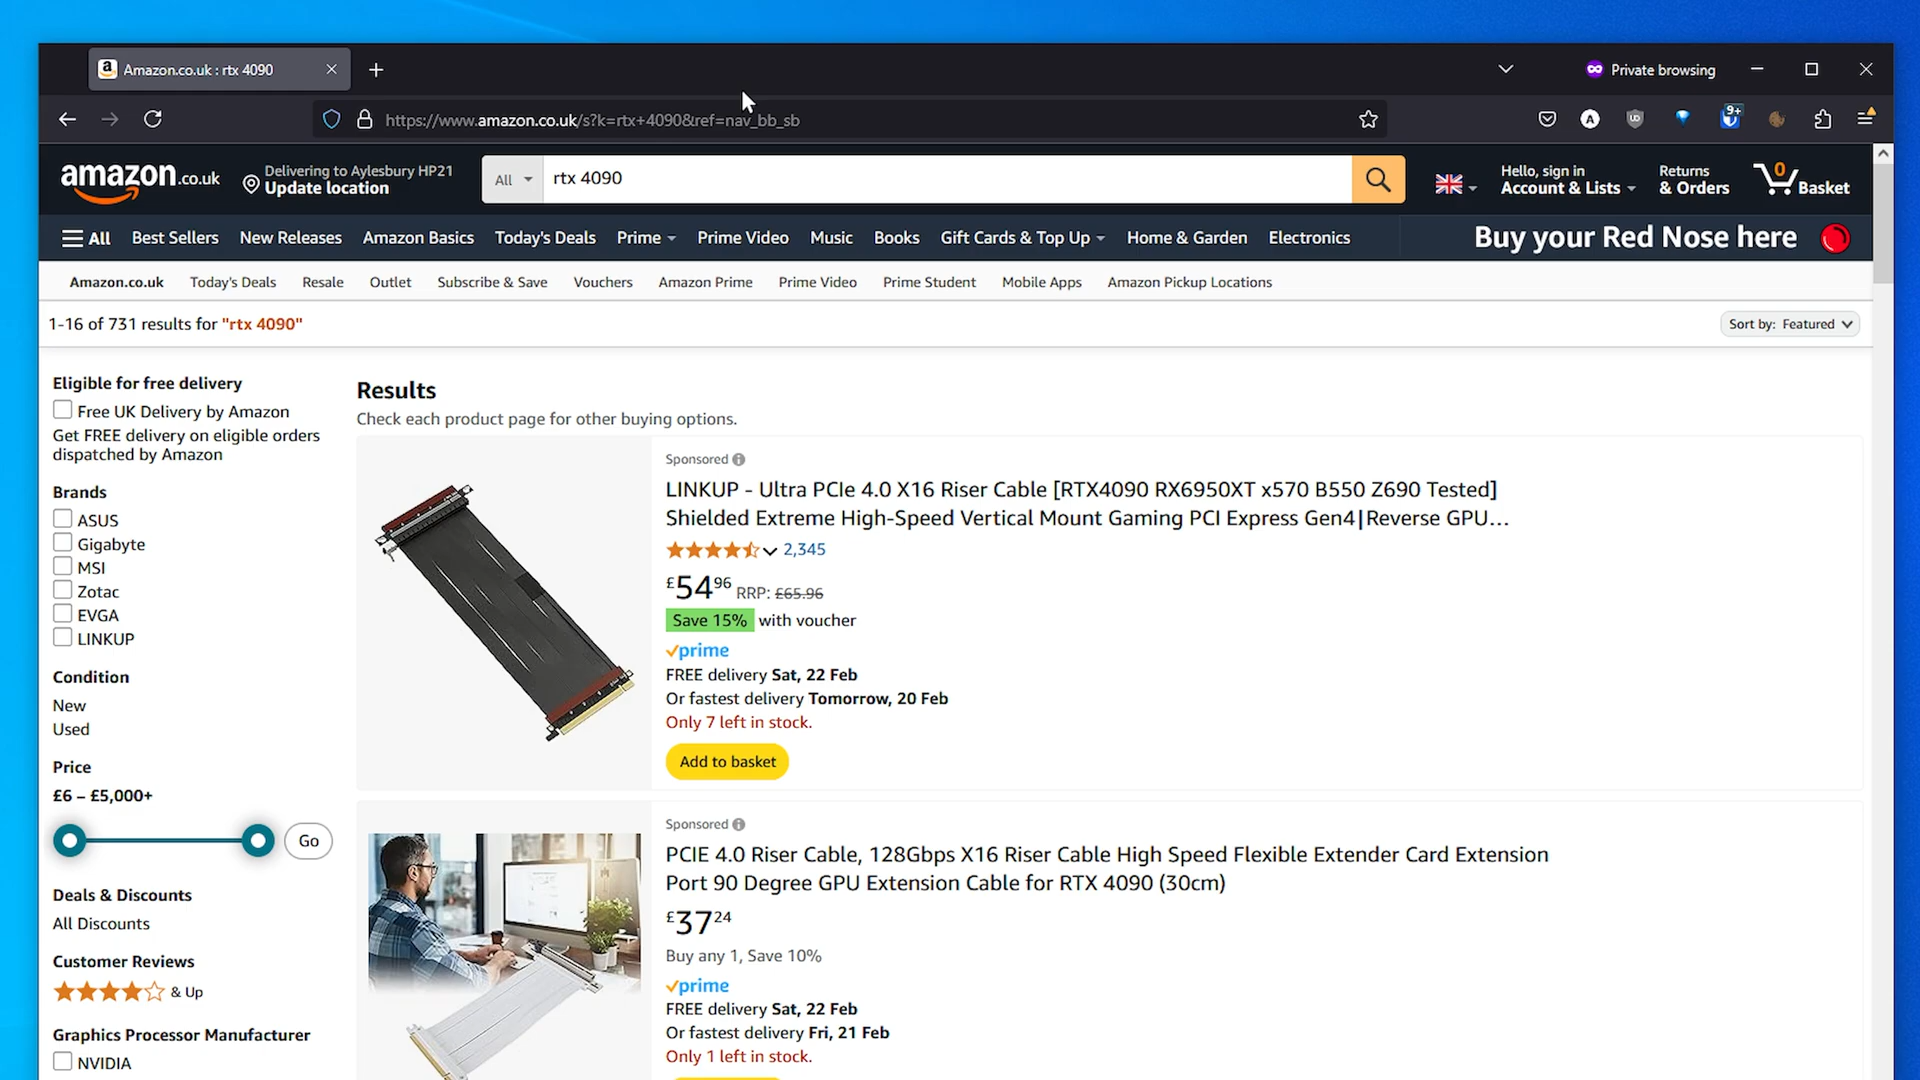 Amazon.co.uk : rtx 4090
Private browsing
https://www.amazon.co.uk/s?k=rtx+4090&ref=nav_bb_sb
A
UD
9+
amazon.co.uk
Delivering to Aylesbury HP21
Update location
All
rtx 4090
Hello, sign in
Account & Lists
Returns
& Orders
0
Basket
All
Best Sellers
New Releases
Amazon Basics
Today's Deals
Prime
Prime Video
Music
Books
Gift Cards & Top Up
Home & Garden
Electronics
Buy your Red Nose here
Amazon.co.uk
Today's Deals
Resale
Outlet
Subscribe & Save
Vouchers
Amazon Prime
Prime Video
Prime Student
Mobile Apps
Amazon Pickup Locations
1-16 of 731 results for "rtx 4090"
Sort by: Featured
Eligible for free delivery
Free UK Delivery by Amazon
Get FREE delivery on eligible orders
dispatched by Amazon
Brands
ASUS
Gigabyte
MSI
Zotac
EVGA
LINKUP
Condition
New
Used
Price
£6 – £5,000+
Go
Deals & Discounts
All Discounts
Customer Reviews
& Up
Graphics Processor Manufacturer
NVIDIA
Results
Check each product page for other buying options.
Sponsored
LINKUP - Ultra PCIe 4.0 X16 Riser Cable [RTX4090 RX6950XT x570 B550 Z690 Tested]
Shielded Extreme High-Speed Vertical Mount Gaming PCI Express Gen4|Reverse GPU...
2,345
£54.96 RRP: £65.96
Save 15% with voucher
prime
FREE delivery Sat, 22 Feb
Or fastest delivery Tomorrow, 20 Feb
Only 7 left in stock.
Add to basket
Sponsored
PCIE 4.0 Riser Cable, 128Gbps X16 Riser Cable High Speed Flexible Extender Card Extension
Port 90 Degree GPU Extension Cable for RTX 4090 (30cm)
£37.24
Buy any 1, Save 10%
prime
FREE delivery Sat, 22 Feb
Or fastest delivery Fri, 21 Feb
Only 1 left in stock.